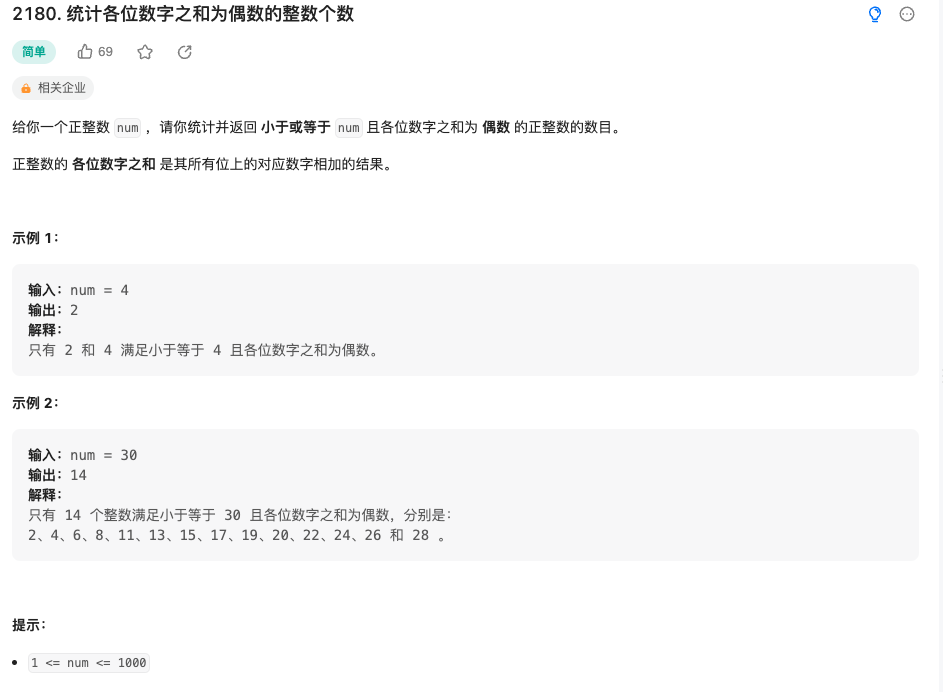 2180. 统计各位数字之和为偶数的整数个数
简单 69
相关企业
给你一个正整数 num ，请你统计并返回 小于或等于 num 且各位数字之和为 偶数 的正整数的数目。
正整数的 各位数字之和 是其所有位上的对应数字相加的结果。
示例 1：
输入：num = 4
输出：2
解释：
只有 2 和 4 满足小于等于 4 且各位数字之和为偶数。
示例 2：
输入：num = 30
输出：14
解释：
只有 14 个整数满足小于等于 30 且各位数字之和为偶数，分别是：
2、4、6、8、11、13、15、17、19、20、22、24、26 和 28 。
提示：
• 1 <= num <= 1000